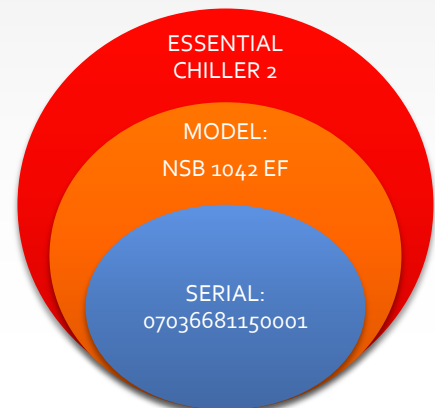 ESSENTIAL
CHILLER 2
MODEL:
NSB 1042 EF
SERIAL:
07036681150001